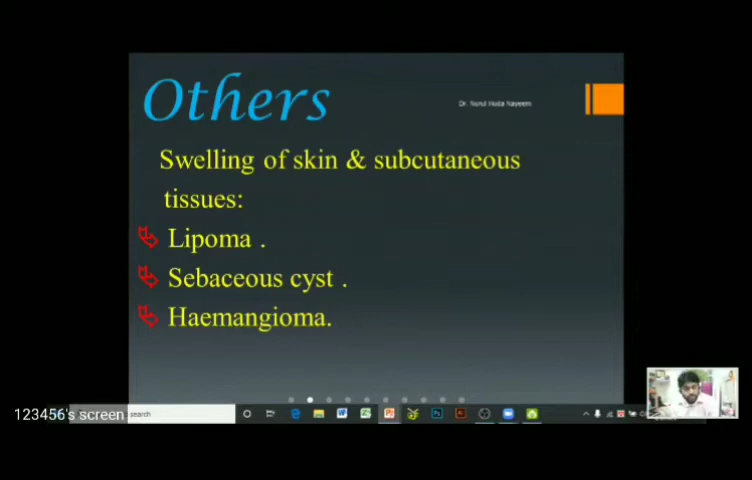 Others
Dr. Nurul Huda Nayeem
Swelling of skin & subcutaneous
tissues:
Lipoma .
Sebaceous cyst .
Haemangioma.
123456's screen
search